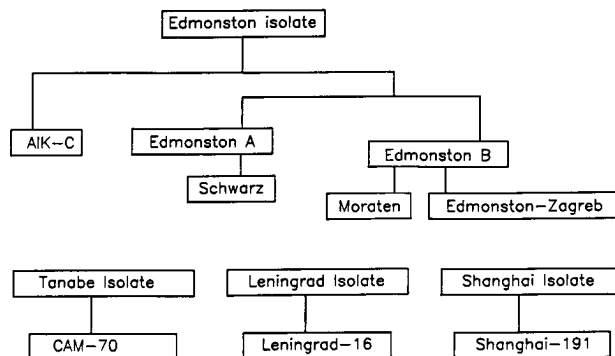 Edmonston isolate
AIK-C
Edmonston A
Edmonston B
Schwarz
Moraten
Edmonston-Zagreb
Tanabe Isolate
Leningrad Isolate
Shanghai Isolate
CAM-70
Leningrad-16
Shanghai-191